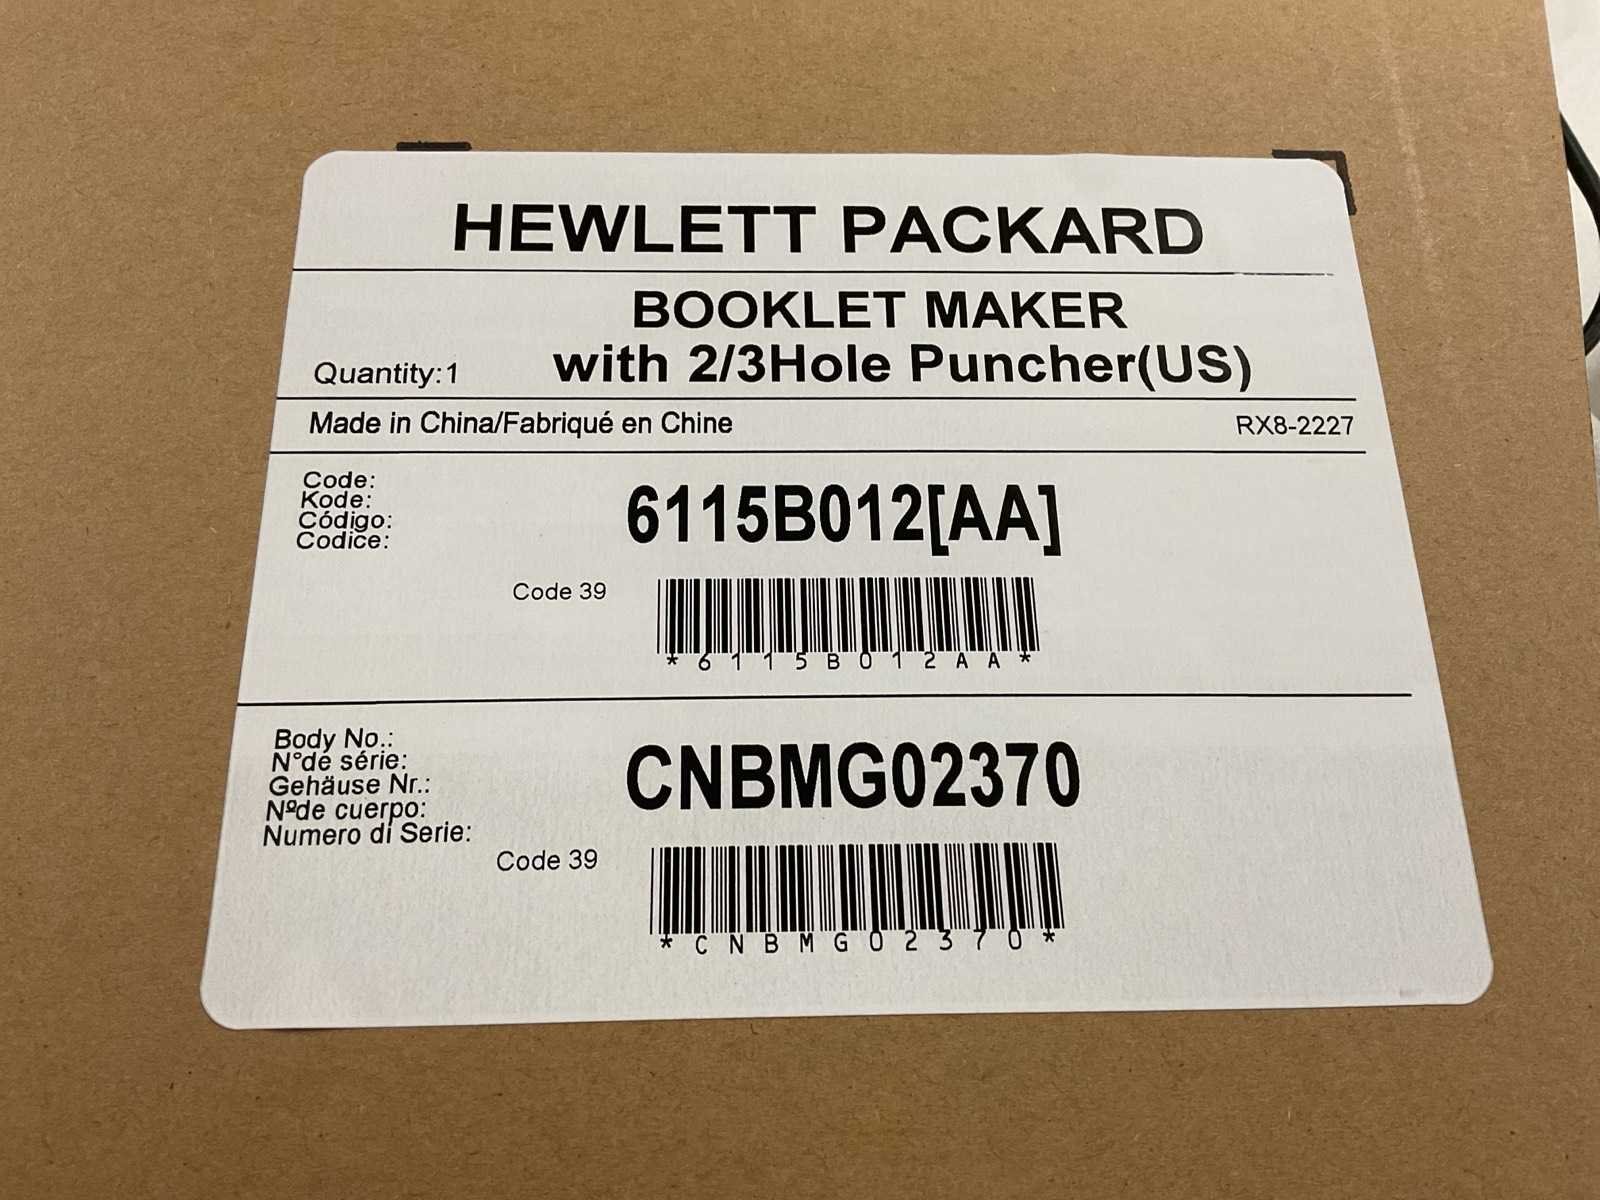 HEWLETT PACKARD
BOOKLET MAKER
Quantity:1 with 2/3Hole Puncher(US)
Made in China/Fabriqué en Chine RX8-2227
Code:
Kode:
Código:
Codice:
6115B012[AA]
Code 39
*6115B012AA*
Body No.:
N°de série:
Gehäuse Nr.:
Nºde cuerpo:
Numero di Serie:
CNBMG02370
Code 39
*CNBMG02370*